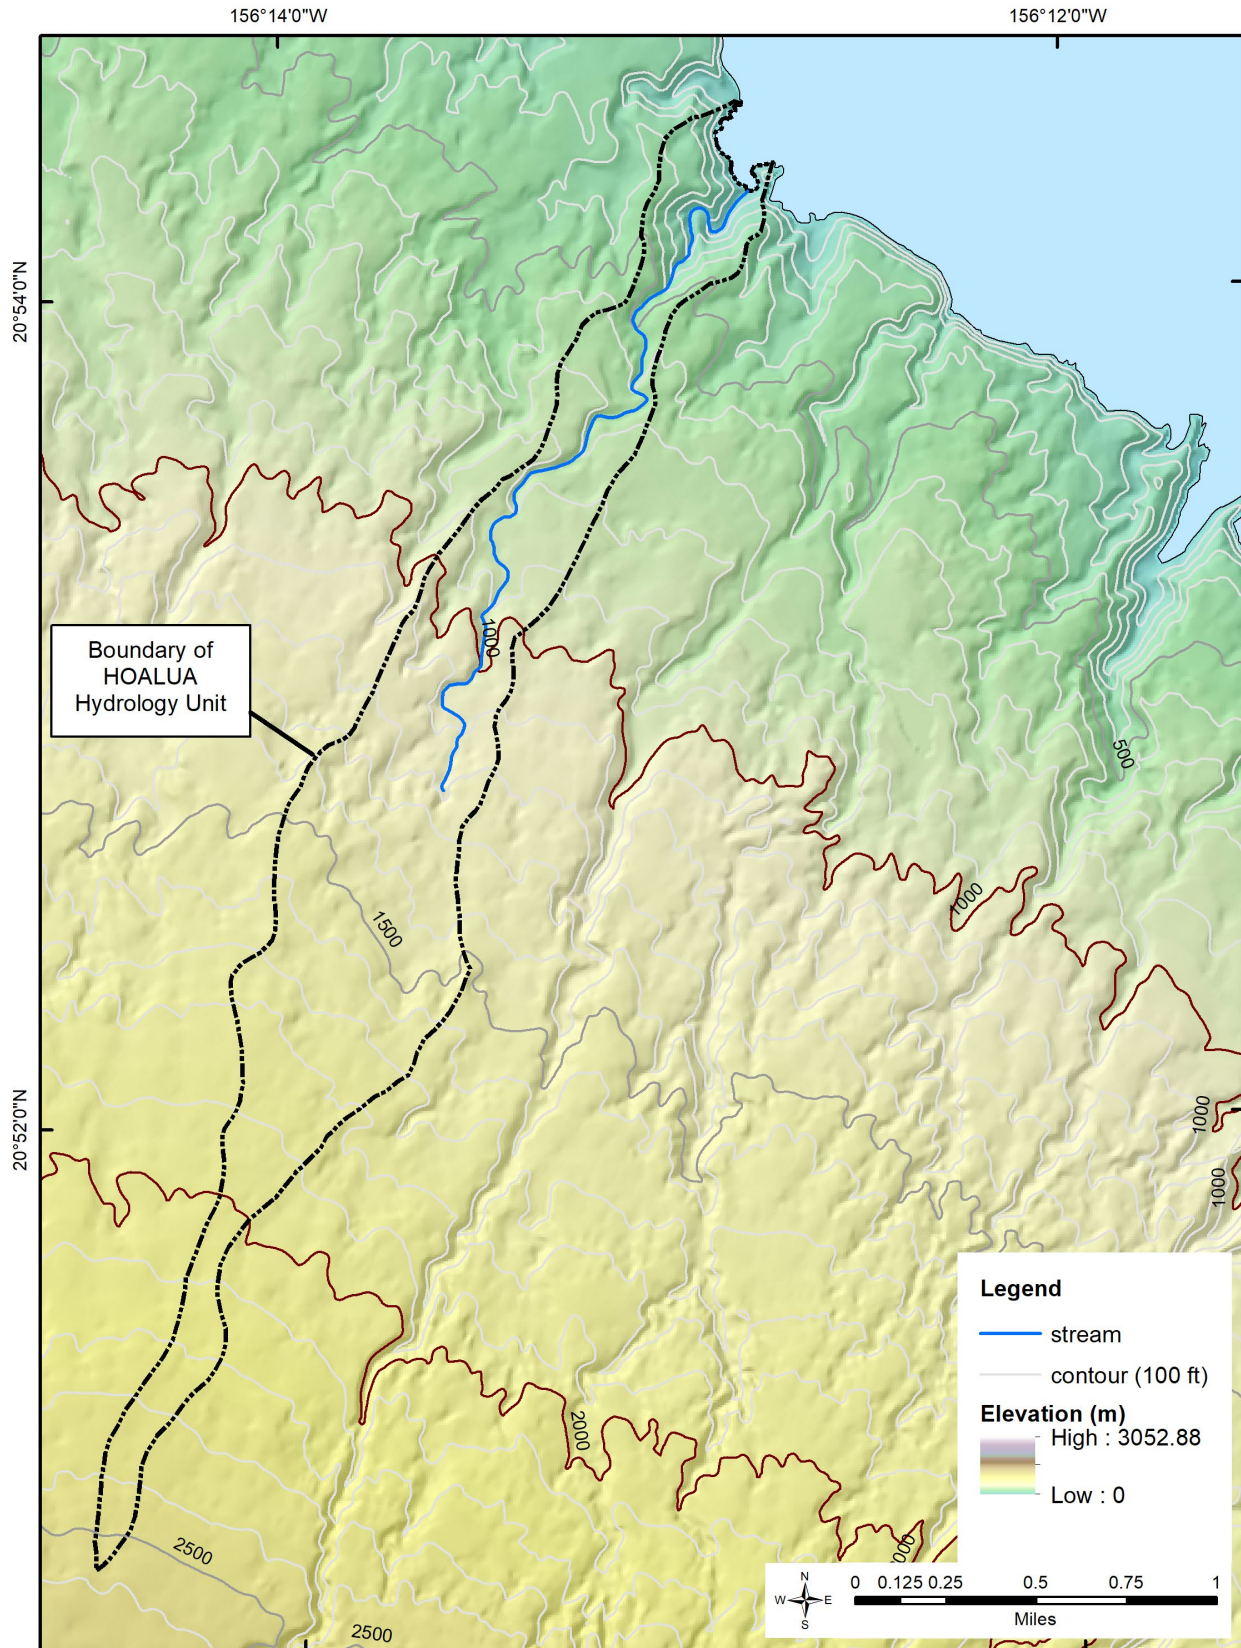 156°14'0"W
156°12'0"W
20°54'0"N
Boundary of
HOALUA
Hydrology Unit
1000
500
1500
1000
20°52'0"N
1000
1000
2000
2500
2500
Legend
stream
contour (100 ft)
Elevation (m)
High : 3052.88
Low : 0
N
W E
S
0 0.125 0.25 0.5 0.75 1
Miles